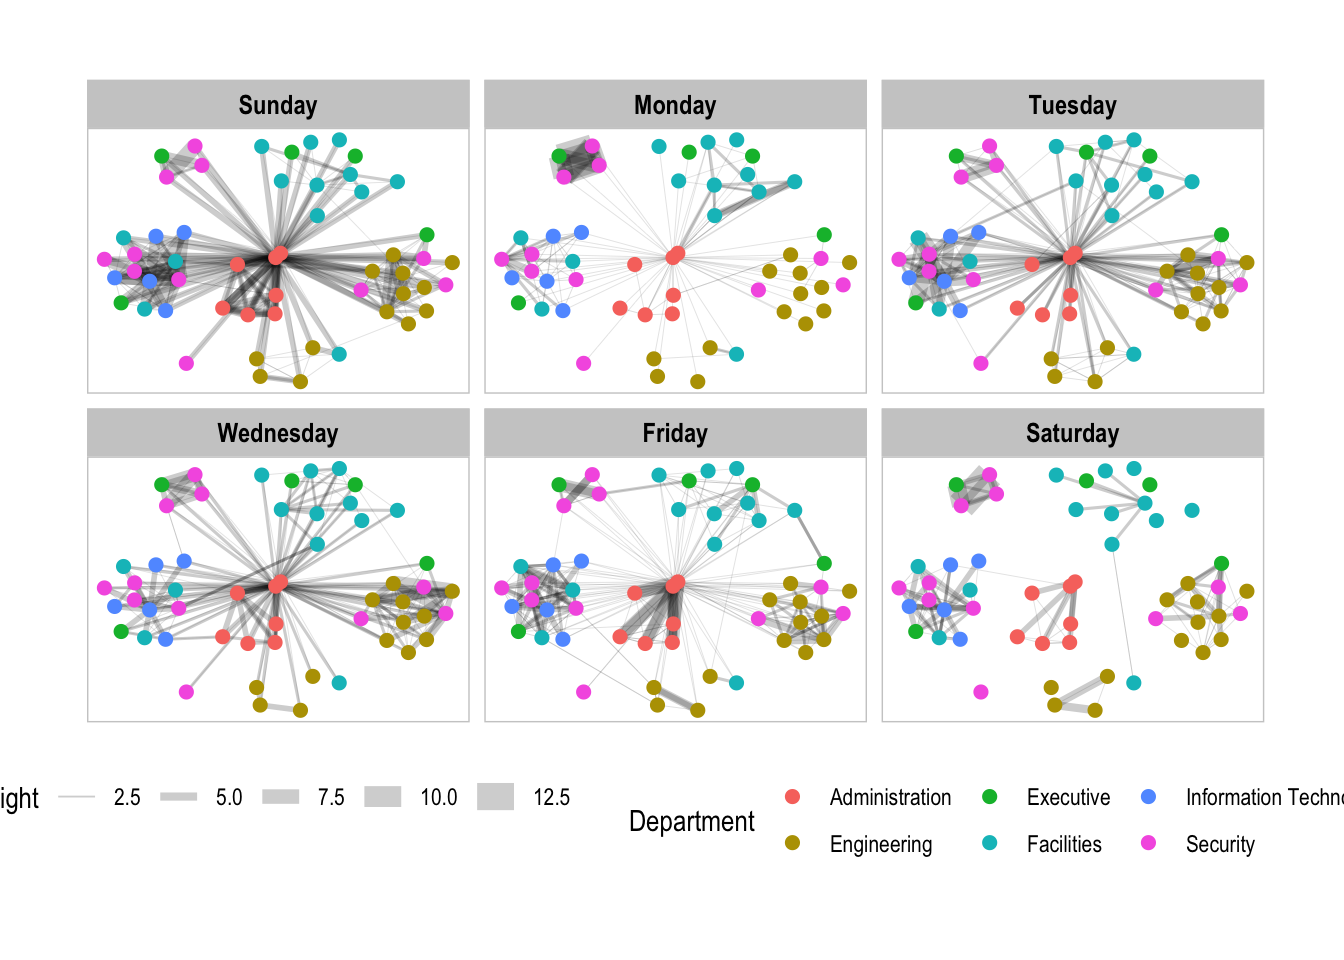 Sunday Monday Tuesday
Wednesday Friday Saturday
2.5 5.0 7.5 10.0 12.5
Department
Administration Executive Information
Engineering Facilities Security